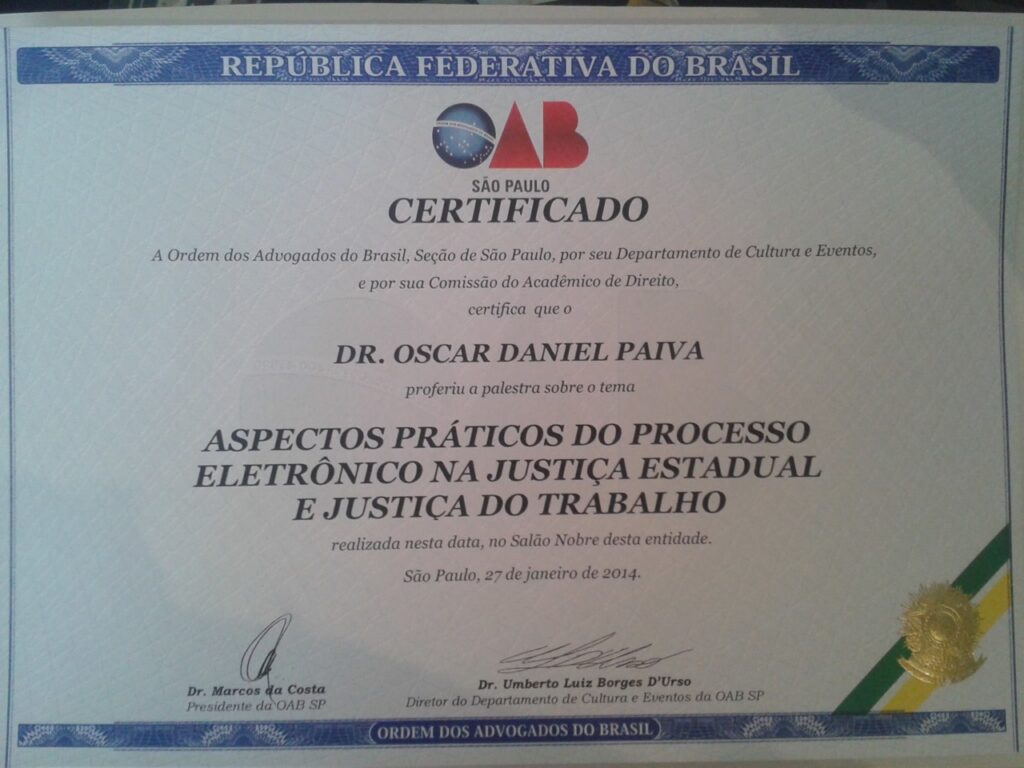 REPÚBLICA FEDERATIVA DO BRASIL
OAB
SÃO PAULO
CERTIFICADO
A Ordem dos Advogados do Brasil, Seção de São Paulo, por seu Departamento de Cultura e Eventos,
e por sua Comissão do Acadêmico de Direito,
certifica que o
DR. OSCAR DANIEL PAIVA
proferiu a palestra sobre o tema
ASPECTOS PRÁTICOS DO PROCESSO
ELETRÔNICO NA JUSTIÇA ESTADUAL
E JUSTIÇA DO TRABALHO
realizada nesta data, no Salão Nobre desta entidade.
São Paulo, 27 de janeiro de 2014.
Dr. Marcos da Costa
Presidente da OAB SP
Dr. Umberto Luiz Borges D'Urso
Diretor do Departamento de Cultura e Eventos da OAB SP
ORDEM DOS ADVOGADOS DO BRASIL